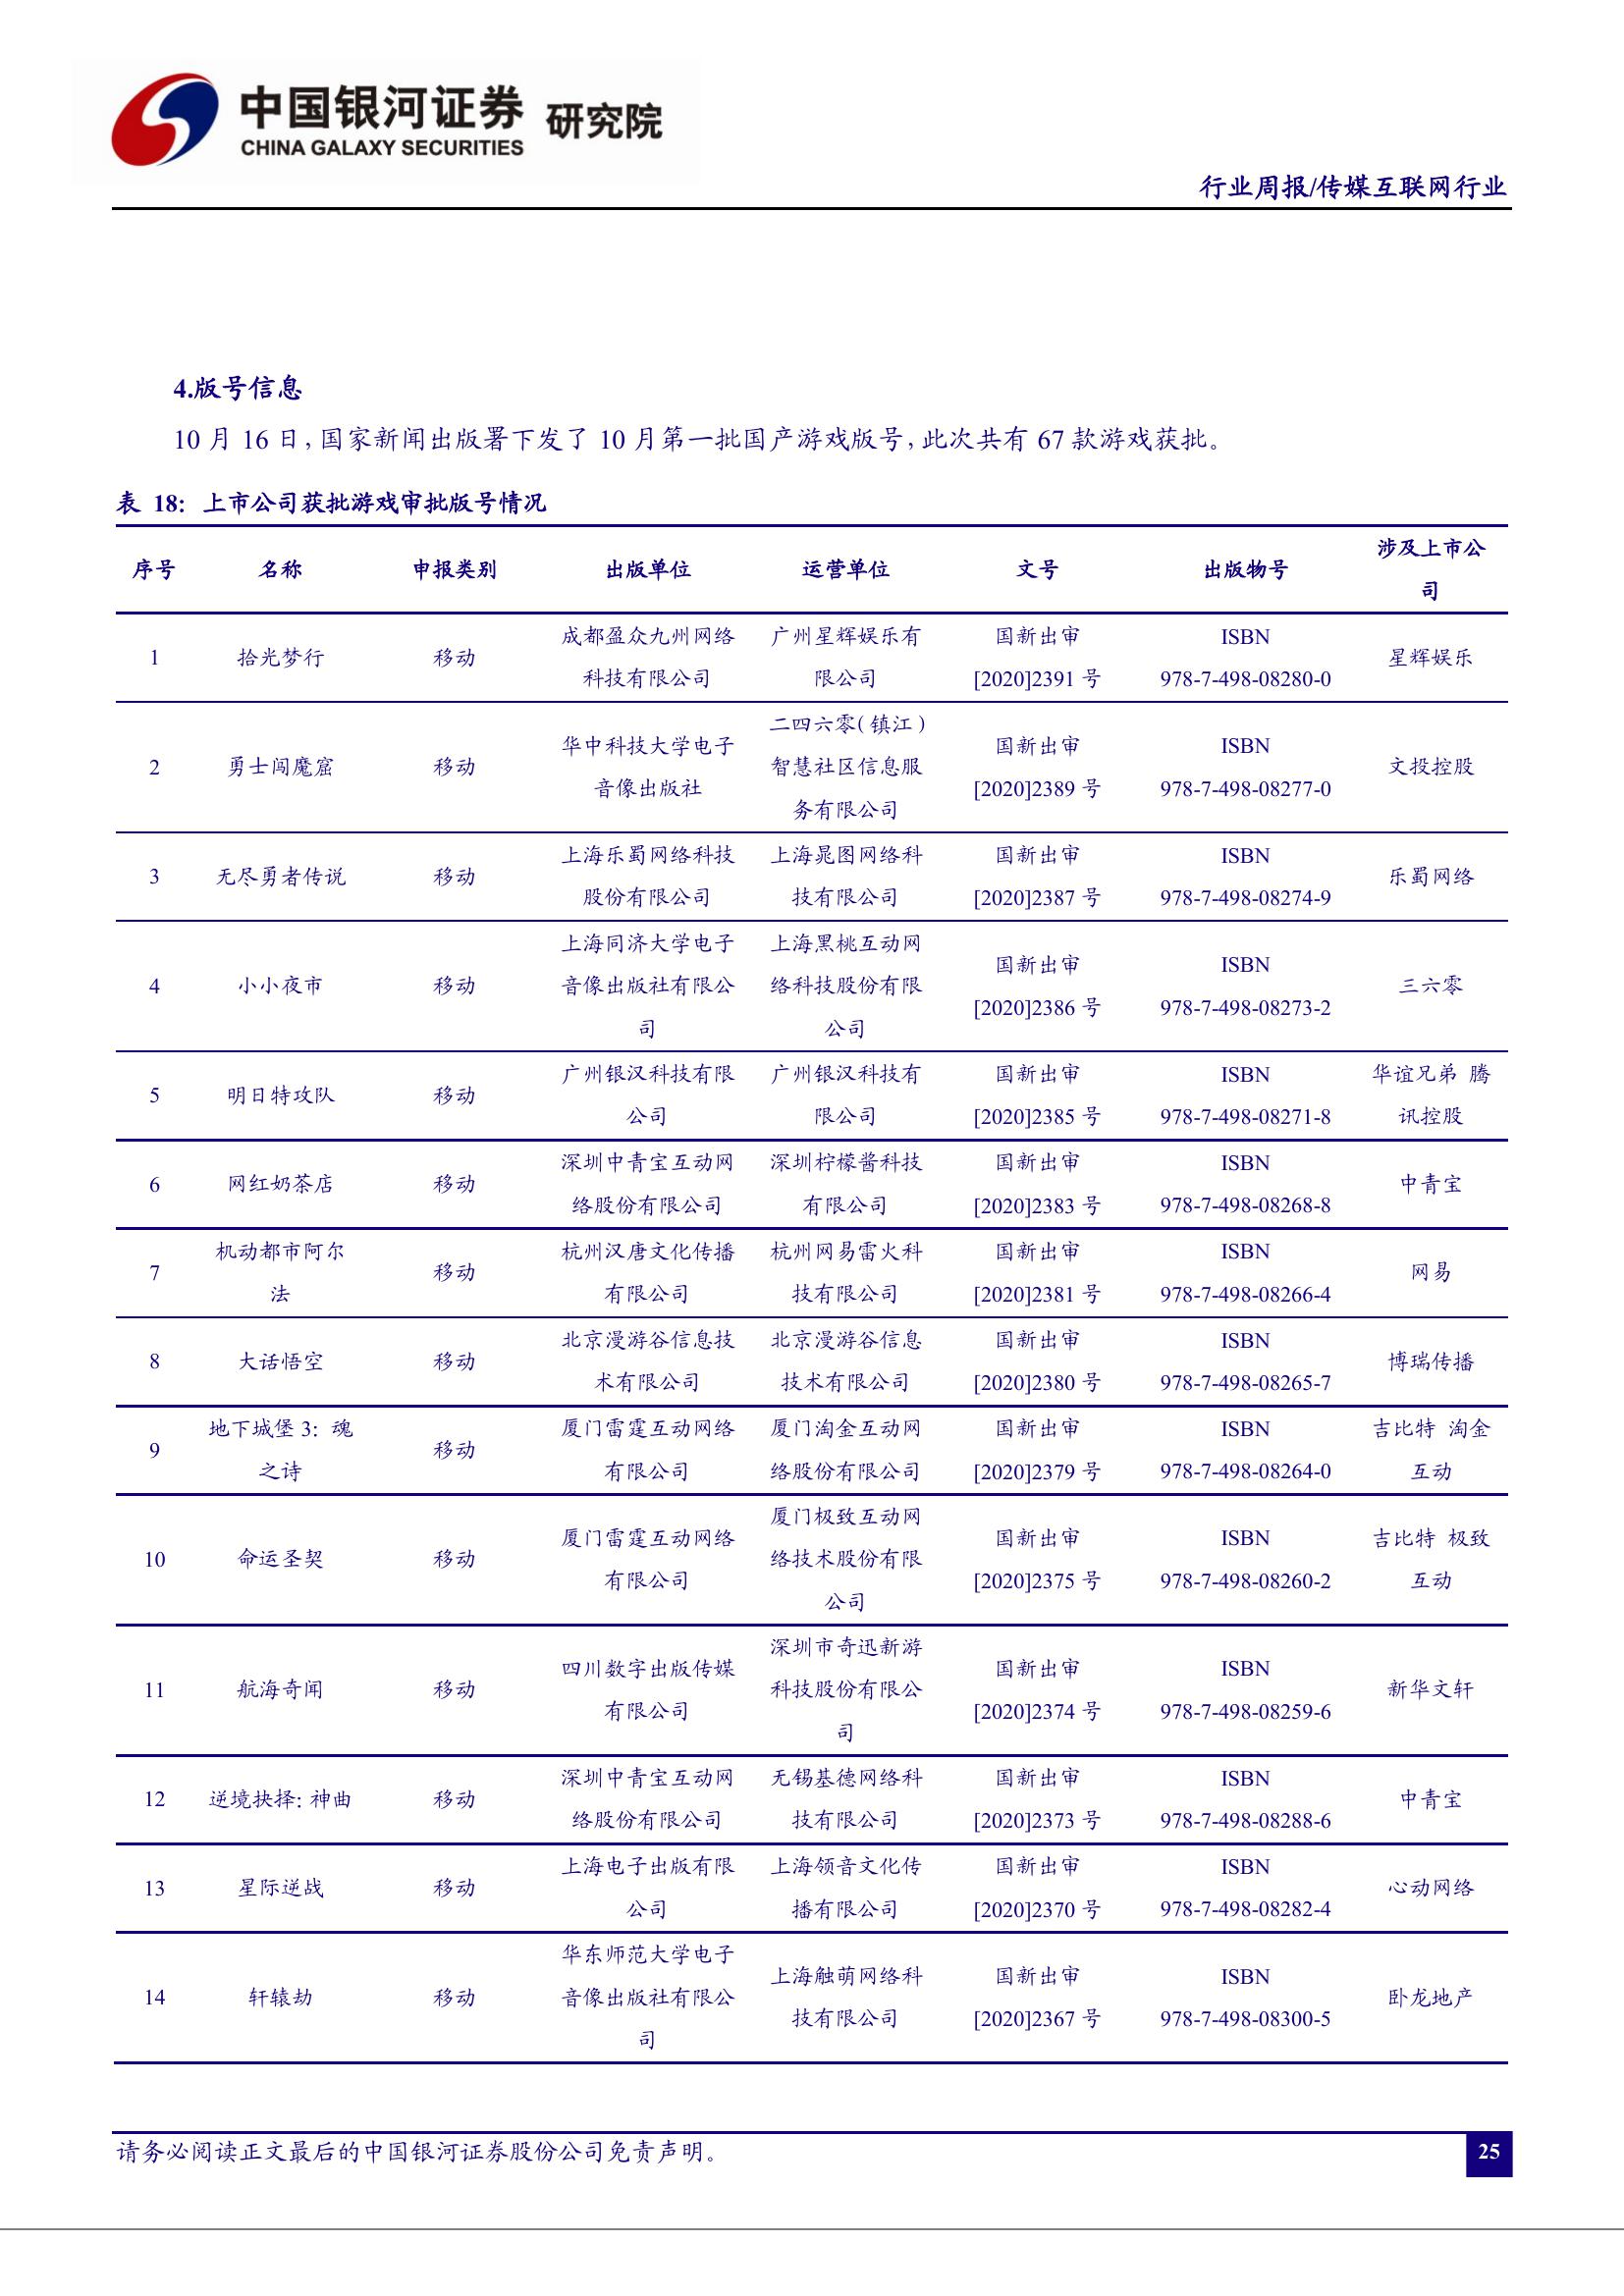 中国银河证券 研究院
CHINA GALAXY SECURITIES
行业周报/传媒互联网行业
4.版号信息
10 月 16 日，国家新闻出版署下发了 10 月第一批国产游戏版号，此次共有 67 款游戏获批。
表 18：上市公司获批游戏审批版号情况
序号 名称 申报类别 出版单位 运营单位 文号 出版物号 涉及上市公
司
1 拾光梦行 移动 成都盈众九州网络 广州星辉娱乐有 国新出审 ISBN 星辉娱乐
科技有限公司 限公司 [2020]2391 号 978-7-498-08280-0
2 勇士闯魔窟 移动 华中科技大学电子 二四六零（镇江） 国新出审 ISBN 文投控股
音像出版社 智慧社区信息服 [2020]2389 号 978-7-498-08277-0
务有限公司
3 无尽勇者传说 移动 上海乐蜀网络科技 上海晁图网络科 国新出审 ISBN 乐蜀网络
股份有限公司 技有限公司 [2020]2387 号 978-7-498-08274-9
4 小小夜市 移动 上海同济大学电子 上海黑桃互动网 国新出审 ISBN 三六零
音像出版社有限公 络科技股份有限 [2020]2386 号 978-7-498-08273-2
司 公司
5 明日特攻队 移动 广州银汉科技有限 广州银汉科技有 国新出审 ISBN 华谊兄弟 腾
公司 限公司 [2020]2385 号 978-7-498-08271-8 讯控股
6 网红奶茶店 移动 深圳中青宝互动网 深圳柠檬酱科技 国新出审 ISBN 中青宝
络股份有限公司 有限公司 [2020]2383 号 978-7-498-08268-8
7 机动都市阿尔 移动 杭州汉唐文化传播 杭州网易雷火科 国新出审 ISBN 网易
法 有限公司 技有限公司 [2020]2381 号 978-7-498-08266-4
8 大话悟空 移动 北京漫游谷信息技 北京漫游谷信息 国新出审 ISBN 博瑞传播
术有限公司 技术有限公司 [2020]2380 号 978-7-498-08265-7
9 地下城堡 3：魂 移动 厦门雷霆互动网络 厦门淘金互动网 国新出审 ISBN 吉比特 淘金
之诗 有限公司 络股份有限公司 [2020]2379 号 978-7-498-08264-0 互动
10 命运圣契 移动 厦门雷霆互动网络 厦门极致互动网 国新出审 ISBN 吉比特 极致
有限公司 络技术股份有限 [2020]2375 号 978-7-498-08260-2 互动
公司
11 航海奇闻 移动 四川数字出版传媒 深圳市奇迅新游 国新出审 ISBN 新华文轩
有限公司 科技股份有限公 [2020]2374 号 978-7-498-08259-6
司
12 逆境抉择：神曲 移动 深圳中青宝互动网 无锡基德网络科 国新出审 ISBN 中青宝
络股份有限公司 技有限公司 [2020]2373 号 978-7-498-08288-6
13 星际逆战 移动 上海电子出版有限 上海领音文化传 国新出审 ISBN 心动网络
公司 播有限公司 [2020]2370 号 978-7-498-08282-4
14 轩辕劫 移动 华东师范大学电子 上海触萌网络科 国新出审 ISBN 卧龙地产
音像出版社有限公 技有限公司 [2020]2367 号 978-7-498-08300-5
司
请务必阅读正文最后的中国银河证券股份公司免责声明。
25